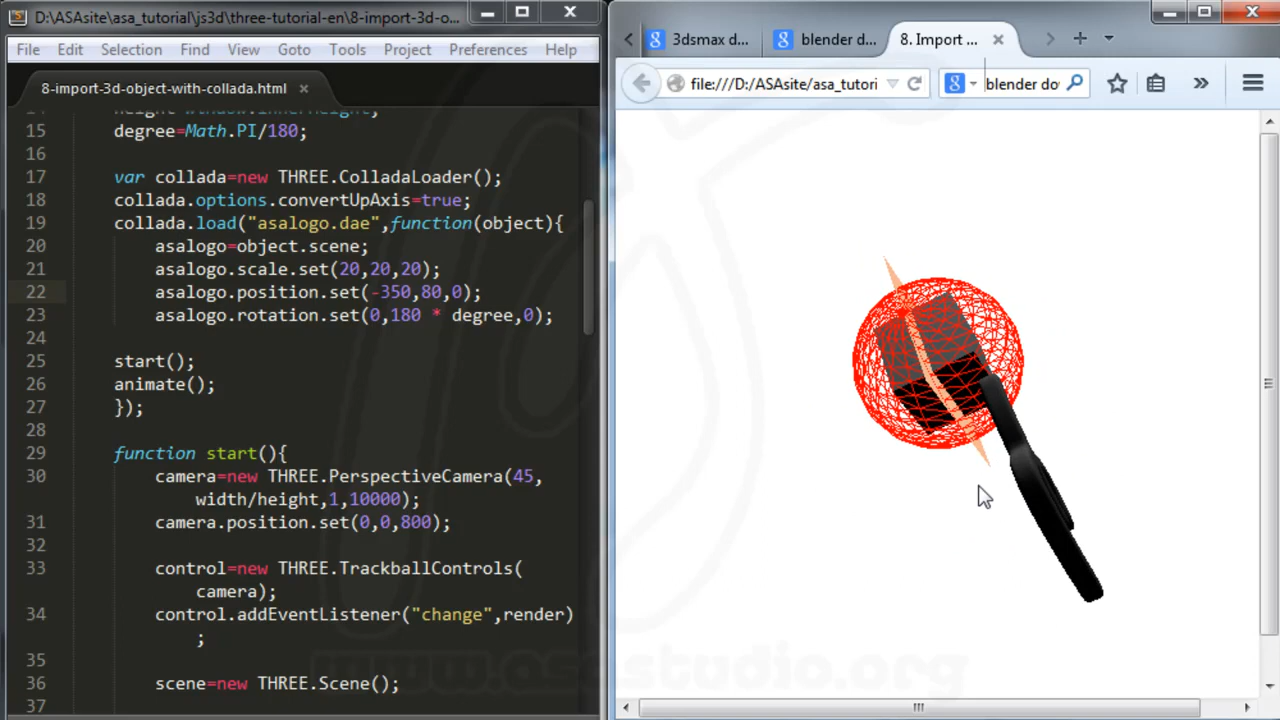 D:\ASAsite\asa_tutorial\js3d\three-tutorial-en\8-import-3d-o...
File Edit Selection Find View Goto Tools Project Preferences Help
8-import-3d-object-with-collada.html ×
15 degree=Math.PI/180;
16
17 var collada=new THREE.ColladaLoader();
18 collada.options.convertUpAxis=true;
19 collada.load("asalogo.dae",function(object){
20 asalogo=object.scene;
21 asalogo.scale.set(20,20,20);
22 asalogo.position.set(-350,80,0);
23 asalogo.rotation.set(0,180 * degree,0);
24
25 start();
26 animate();
27 });
28
29 function start(){
30 camera=new THREE.PerspectiveCamera(45,
width/height,1,10000);
31 camera.position.set(0,0,800);
32
33 control=new THREE.TrackballControls(
camera);
34 control.addEventListener("change",render)
;
35
36 scene=new THREE.Scene();
37
3dsmax d... blender d... 8. Import ...
file:///D:/ASAsite/asa_tutori blender do
www.asastudio.org